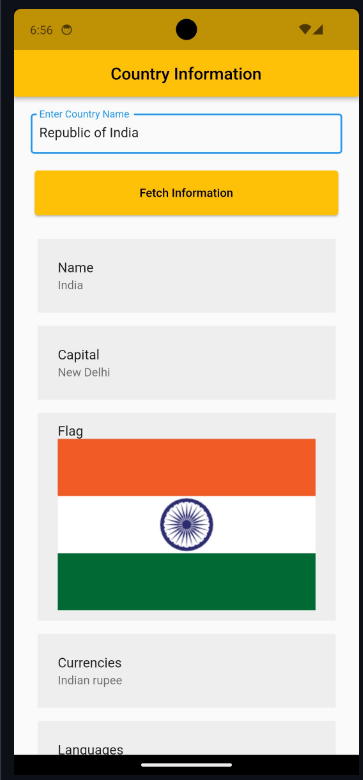 6:56
Country Information
Enter Country Name
Republic of India
Fetch Information
Name
India
Capital
New Delhi
Flag
Currencies
Indian rupee
Languages